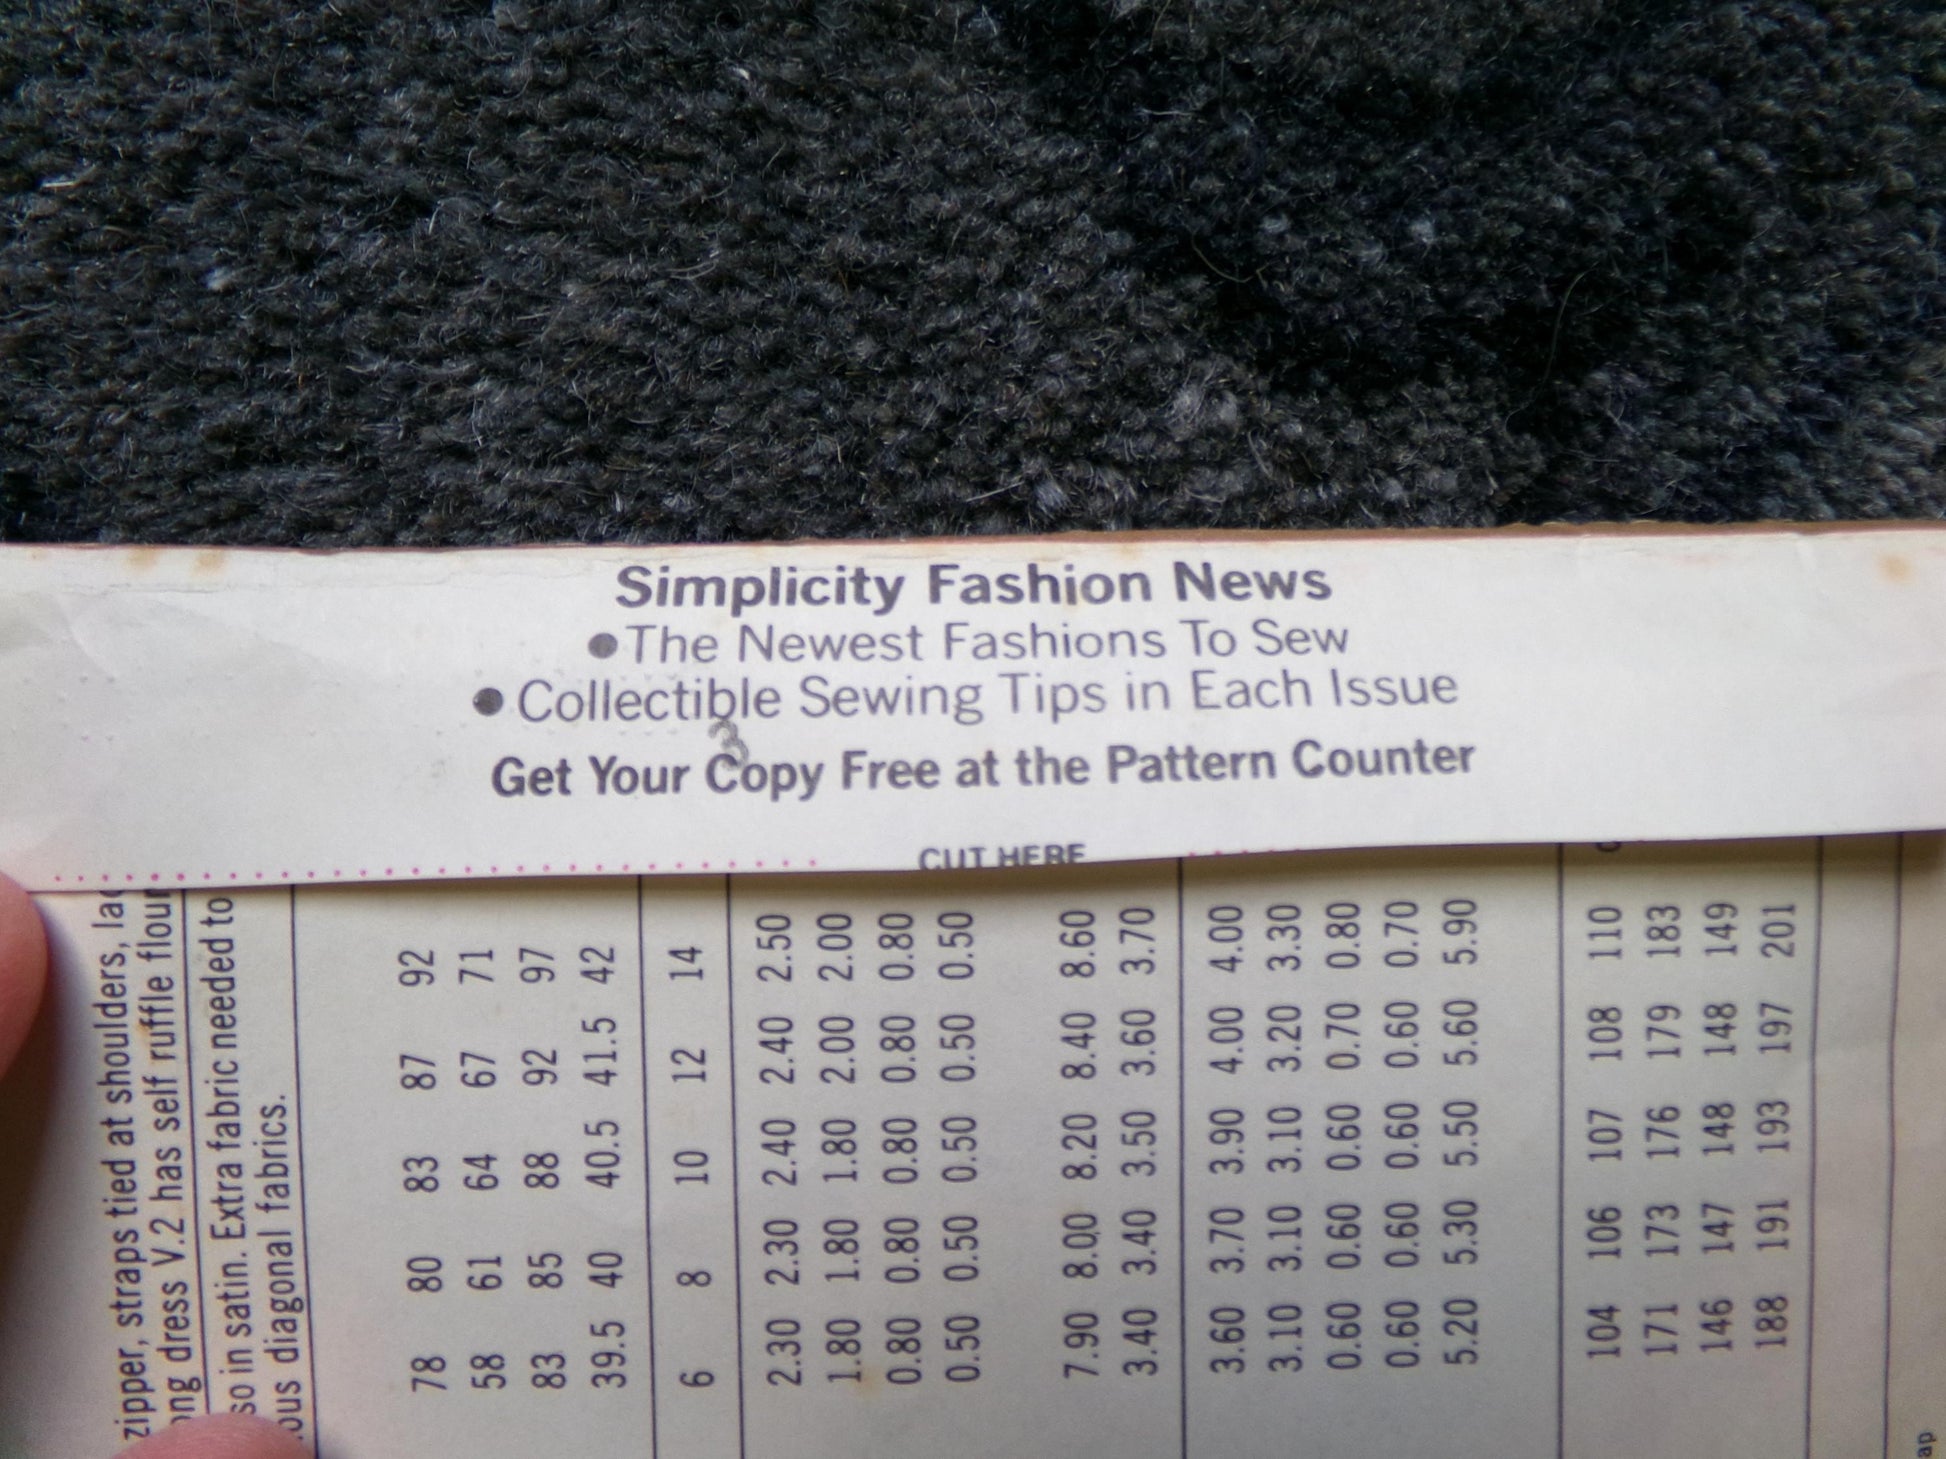 Simplicity Fashion News
●The Newest Fashions To Sew
● Collectible Sewing Tips in Each Issue
3
Get Your Copy Free at the Pattern Counter
CUT HERE
zipper, straps tied at shoulders,
dress V.2 has self ruffle
so in satin. Extra fabric needed to
diagonal fabrics.
78 80 83 87 92
58 61 64 67 71
83 85 88 92 97
39.5 40 40.5 41.5 42
6 8 10 12 14
2.30 2.30 2.40 2.40 2.50
1.80 1.80 1.80 2.00 2.00
0.80 0.80 0.80 0.80 0.80
0.50 0.50 0.50 0.50 0.50
7.90 8.00 8.20 8.40 8.60
3.40 3.40 3.50 3.60 3.70
3.60 3.70 3.90 4.00 4.00
3.10 3.10 3.10 3.20 3.30
0.60 0.60 0.60 0.70 0.80
0.60 0.60 0.60 0.60 0.70
5.20 5.30 5.50 5.60 5.90
104 106 107 108 110
171 173 176 179 183
146 147 148 148 149
188 191 193 197 201